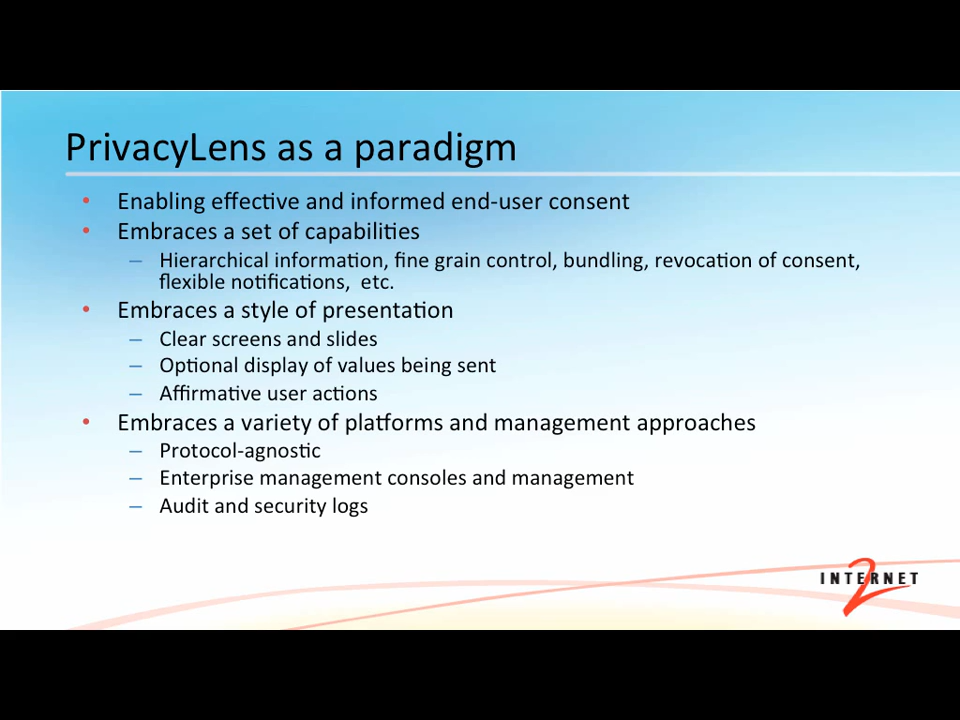 PrivacyLens as a paradigm
• Enabling effective and informed end-user consent
• Embraces a set of capabilities
– Hierarchical information, fine grain control, bundling, revocation of consent,
flexible notifications,  etc.
• Embraces a style of presentation
– Clear screens and slides
– Optional display of values being sent
– Affirmative user actions
• Embraces a variety of platforms and management approaches
– Protocol-agnostic
– Enterprise management consoles and management
– Audit and security logs
INTERNET 2